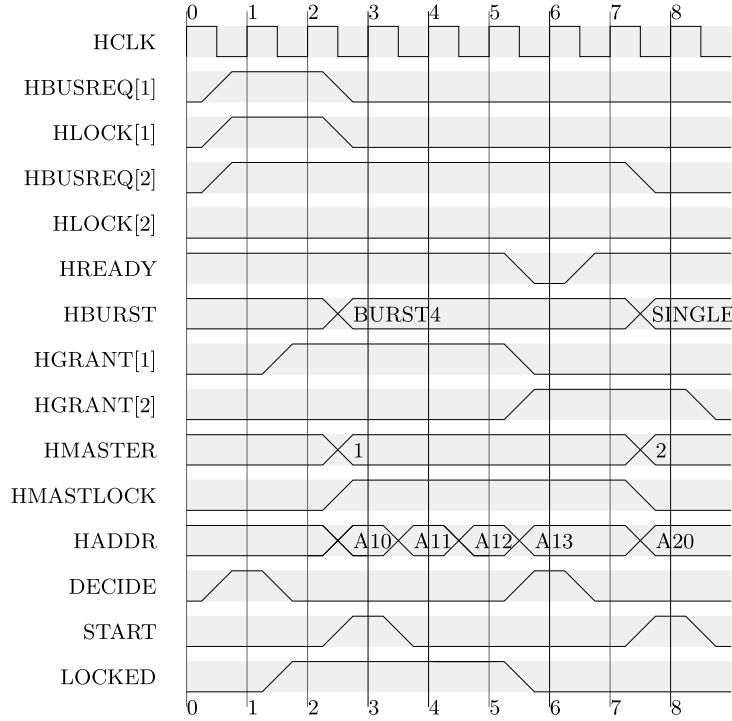 0 1 2 3 4 5 6 7 8
HCLK
HBUSREQ[1]
HLOCK[1]
HBUSREQ[2]
HLOCK[2]
HREADY
HBURST BURST4 SINGLE
HGRANT[1]
HGRANT[2]
HMASTER 1 2
HMASTLOCK
HADDR A10 A11 A12 A13 A20
DECIDE
START
LOCKED
0 1 2 3 4 5 6 7 8